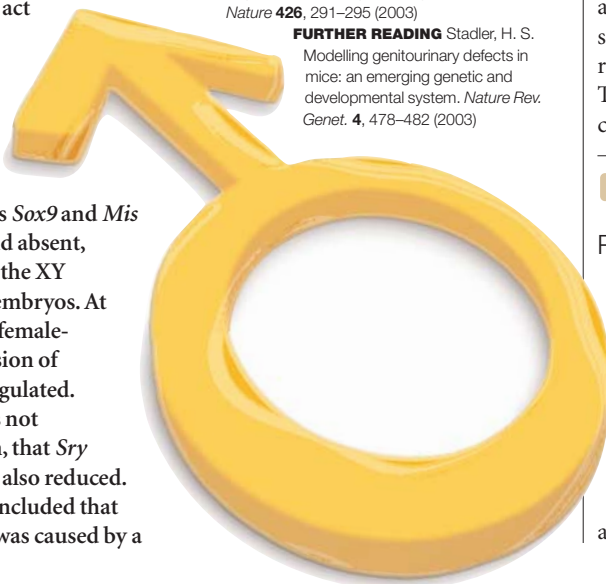 act
Nature 426, 291–295 (2003)
FURTHER READING Stadler, H. S.
Modelling genitourinary defects in
mice: an emerging genetic and
developmental system. Nature Rev.
Genet. 4, 478–482 (2003)
s Sox9 and Mis
d absent,
the XY
embryos. At
female-
sion of
gulated.
not
, that Sry
also reduced.
ncluded that
was caused by a
a
s
r
T
c
a